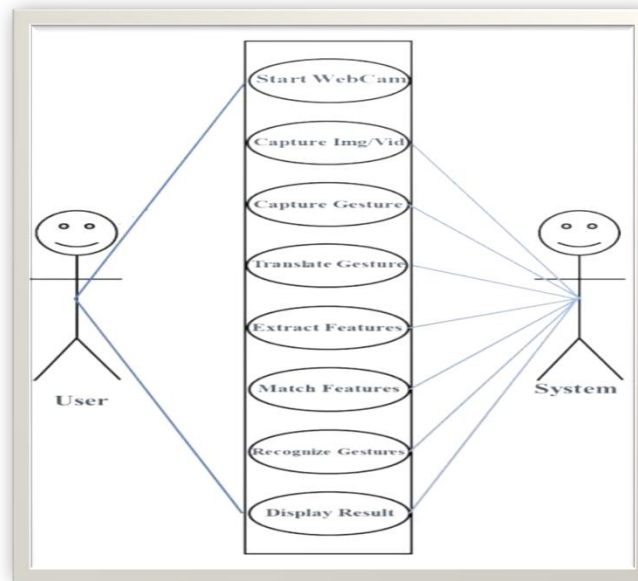 Start WebCam
Capture Img/Vid
Capture Gesture
Translate Gesture
Extract Features
Match Features
Recognize Gestures
Display Result
User
System